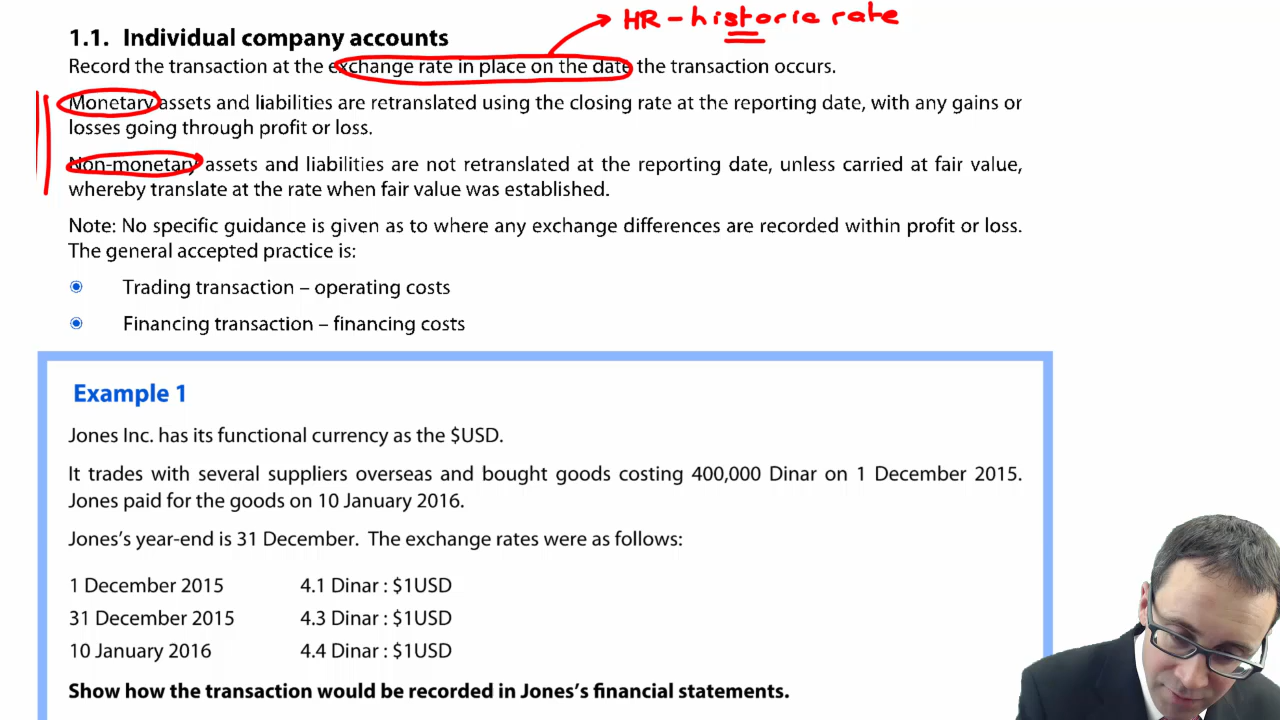 HR - historic rate
1.1. Individual company accounts
Record the transaction at the exchange rate in place on the date the transaction occurs.
Monetary assets and liabilities are retranslated using the closing rate at the reporting date, with any gains or
losses going through profit or loss.
Non-monetary assets and liabilities are not retranslated at the reporting date, unless carried at fair value,
whereby translate at the rate when fair value was established.
Note: No specific guidance is given as to where any exchange differences are recorded within profit or loss.
The general accepted practice is:
Trading transaction – operating costs
Financing transaction – financing costs
Example 1
Jones Inc. has its functional currency as the $USD.
It trades with several suppliers overseas and bought goods costing 400,000 Dinar on 1 December 2015.
Jones paid for the goods on 10 January 2016.
Jones's year-end is 31 December. The exchange rates were as follows:
1 December 2015 4.1 Dinar : $1USD
31 December 2015 4.3 Dinar : $1USD
10 January 2016 4.4 Dinar : $1USD
Show how the transaction would be recorded in Jones's financial statements.